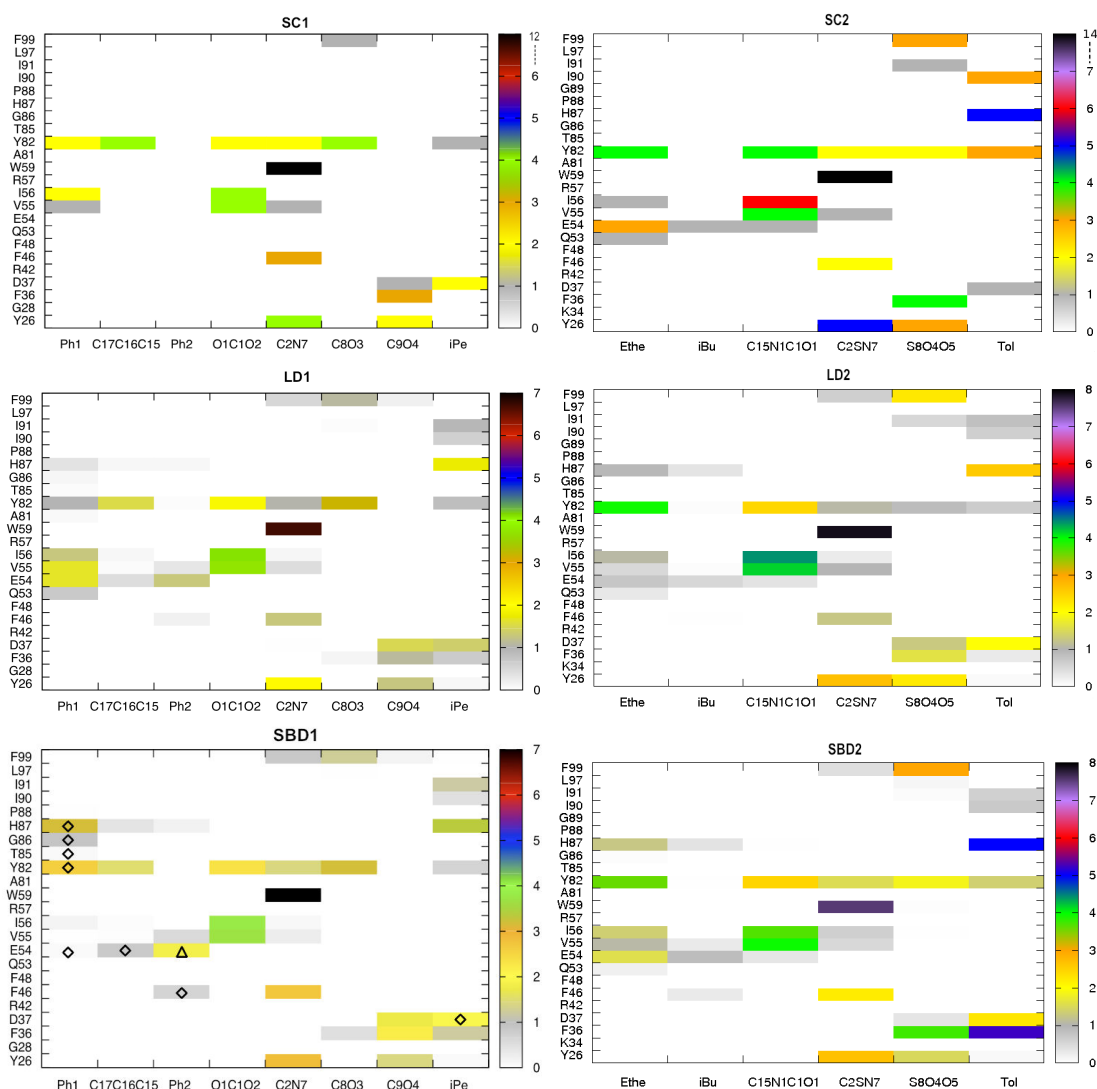 SC1
F99
L97
I91
I90
P88
H87
G86
T85
Y82
A81
W59
R57
I56
V55
E54
Q53
F48
F46
R42
D37
F36
G28
Y26
Ph1 C17C16C15 Ph2 O1C1O2 C2N7 C8O3 C9O4 iPe
12
6
5
4
3
2
1
0
SC2
F99
L97
I91
I90
G89
P88
H87
G86
T85
Y82
A81
W59
R57
I56
V55
E54
Q53
F48
F46
R42
D37
F36
K34
Y26
Ethe iBu C15N1C1O1 C2SN7 S8O4O5 Tol
14
7
6
5
4
3
2
1
0
LD1
F99
L97
I91
I90
P88
H87
G86
T85
Y82
A81
W59
R57
I56
V55
E54
Q53
F48
F46
R42
D37
F36
G28
Y26
Ph1 C17C16C15 Ph2 O1C1O2 C2N7 C8O3 C9O4 iPe
7
6
5
4
3
2
1
0
LD2
F99
L97
I91
I90
G89
P88
H87
G86
T85
Y82
A81
W59
R57
I56
V55
E54
Q53
F48
F46
R42
D37
F36
K34
Y26
Ethe iBu C15N1C1O1 C2SN7 S8O4O5 Tol
8
7
6
5
4
3
2
1
0
SBD1
F99
L97
I91
I90
P88
H87
G86
T85
Y82
A81
W59
R57
I56
V55
E54
Q53
F48
F46
R42
D37
F36
G28
Y26
Ph1 C17C16C15 Ph2 O1C1O2 C2N7 C8O3 C9O4 iPe
7
6
5
4
3
2
1
0
SBD2
F99
L97
I91
I90
G89
P88
H87
G86
T85
Y82
A81
W59
R57
I56
V55
E54
Q53
F48
F46
R42
D37
F36
K34
Y26
Ethe iBu C15N1C1O1 C2SN7 S8O4O5 Tol
8
7
6
5
4
3
2
1
0